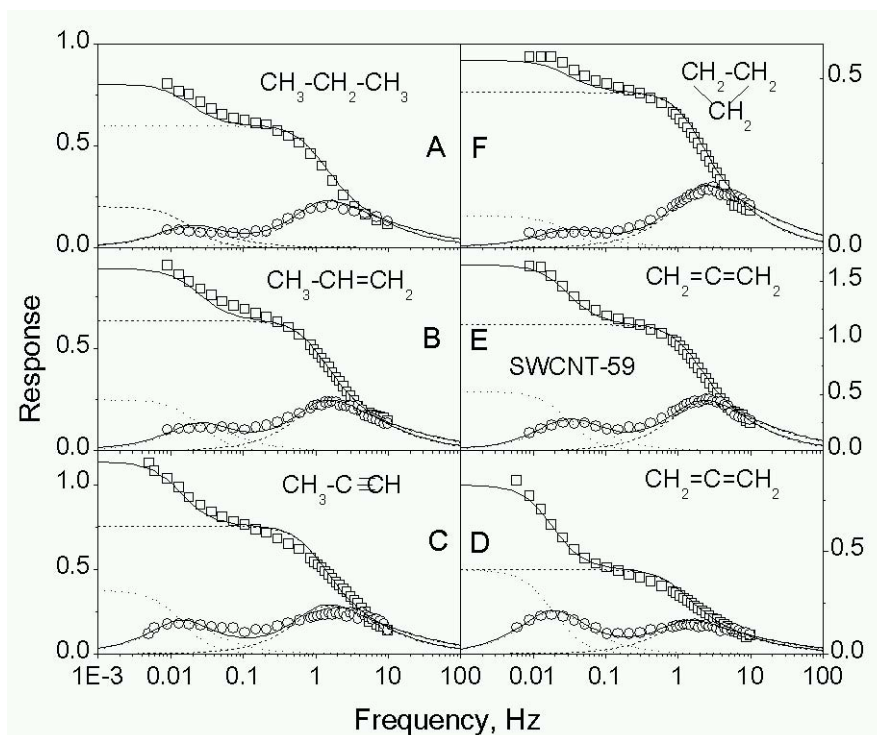 1.0
0.5
0.0
CH₃-CH₂-CH₃
A
F
CH₂-CH₂
CH₂
0.5
0.0
CH₃-CH=CH₂
B
0.5
0.0
CH₂=C=CH₂
E
SWCNT-59
1.5
1.0
0.5
0.0
CH₃-C≡CH
C
1.0
0.5
0.0
CH₂=C=CH₂
D
0.5
0.0
1E-3 0.01 0.1 1 10 100
0.01 0.1 1 10 100
Response
Frequency, Hz